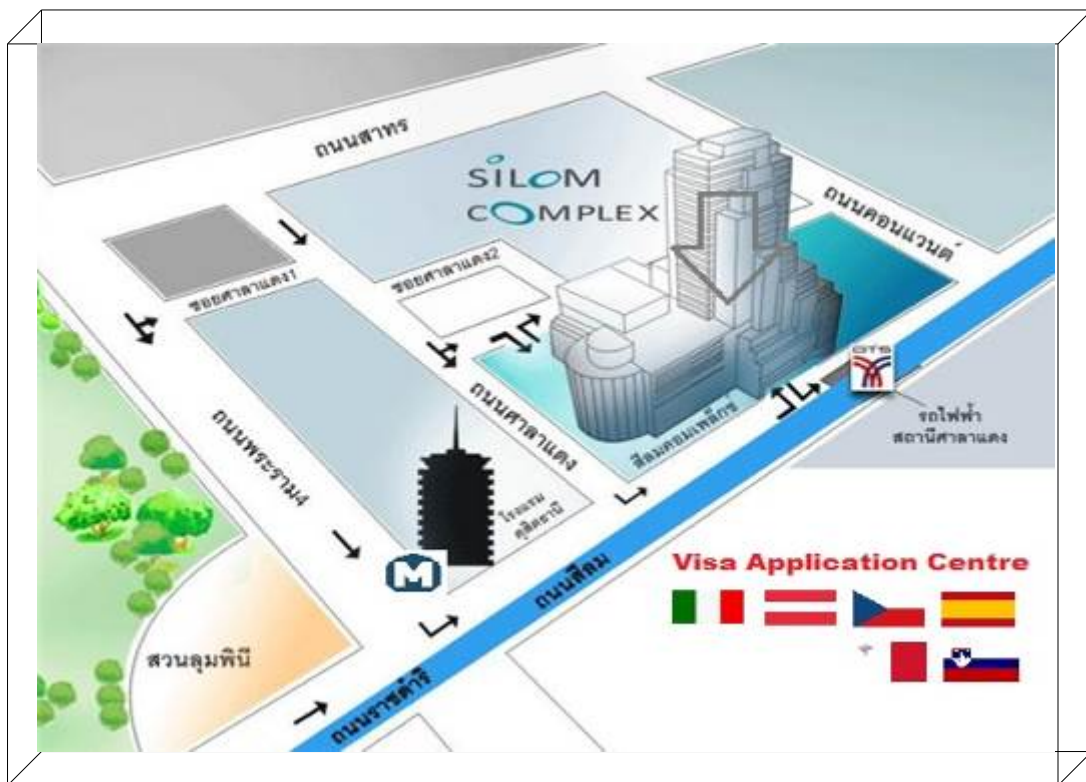 ถนนสาทร
SILOM
COMPLEX
ถนนคอนแวนต์
ซอยศาลาแดง1
ซอยศาลาแดง2
BTS
รถไฟฟ้า
สถานีศาลาแดง
ถนนศาลาแดง
สีลมคอมเพล็กซ์
ถนนพระราม4
โรงแรม
ดุสิตธานี
M
ถนนสีลม
Visa Application Centre
สวนลุมพินี
ถนนราชดำริ